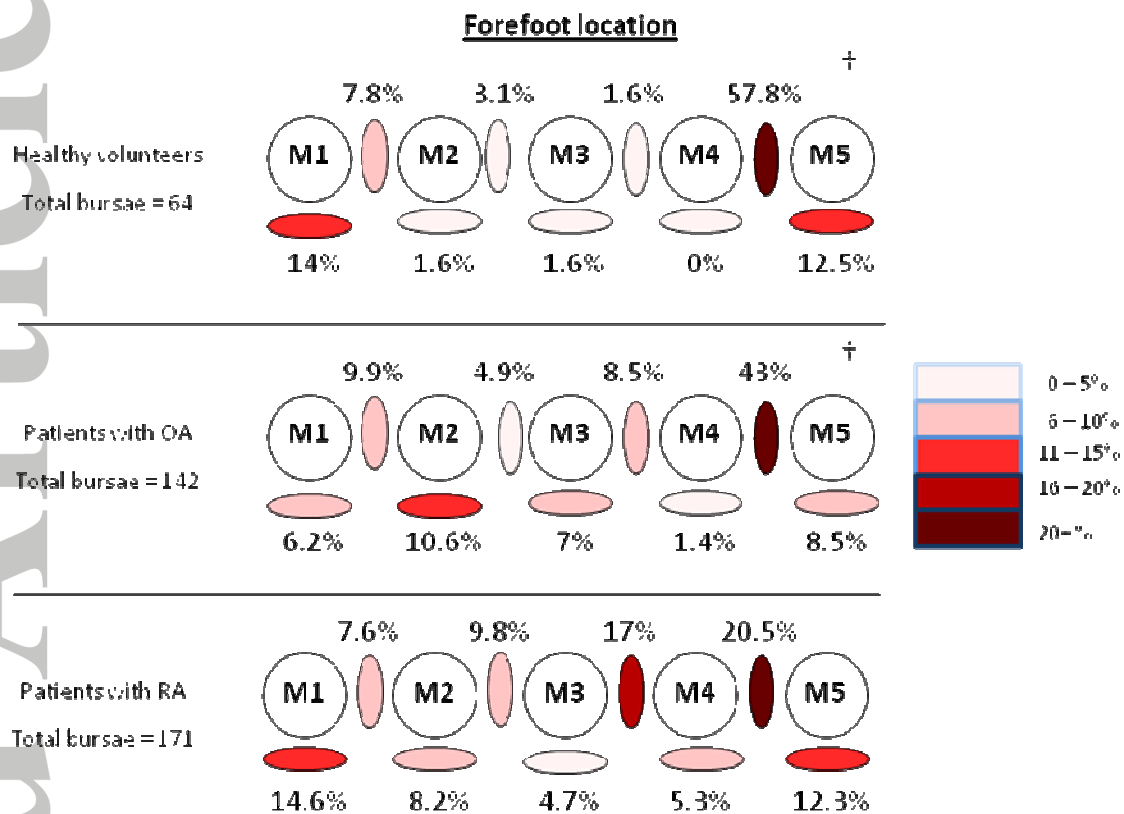 Forefoot location
†
7.8% 3.1% 1.6% 57.8%
Healthy volunteers
M1 M2 M3 M4 M5
Total bursae = 64
14% 1.6% 1.6% 0% 12.5%
†
9.9% 4.9% 8.5% 43%
Patients with OA
M1 M2 M3 M4 M5
Total bursae = 142
6.2% 10.6% 7% 1.4% 8.5%
0 – 5%
6 – 10%
11 – 15%
16 – 20%
20–%
7.6% 9.8% 17% 20.5%
Patients with RA
M1 M2 M3 M4 M5
Total bursae = 171
14.6% 8.2% 4.7% 5.3% 12.3%